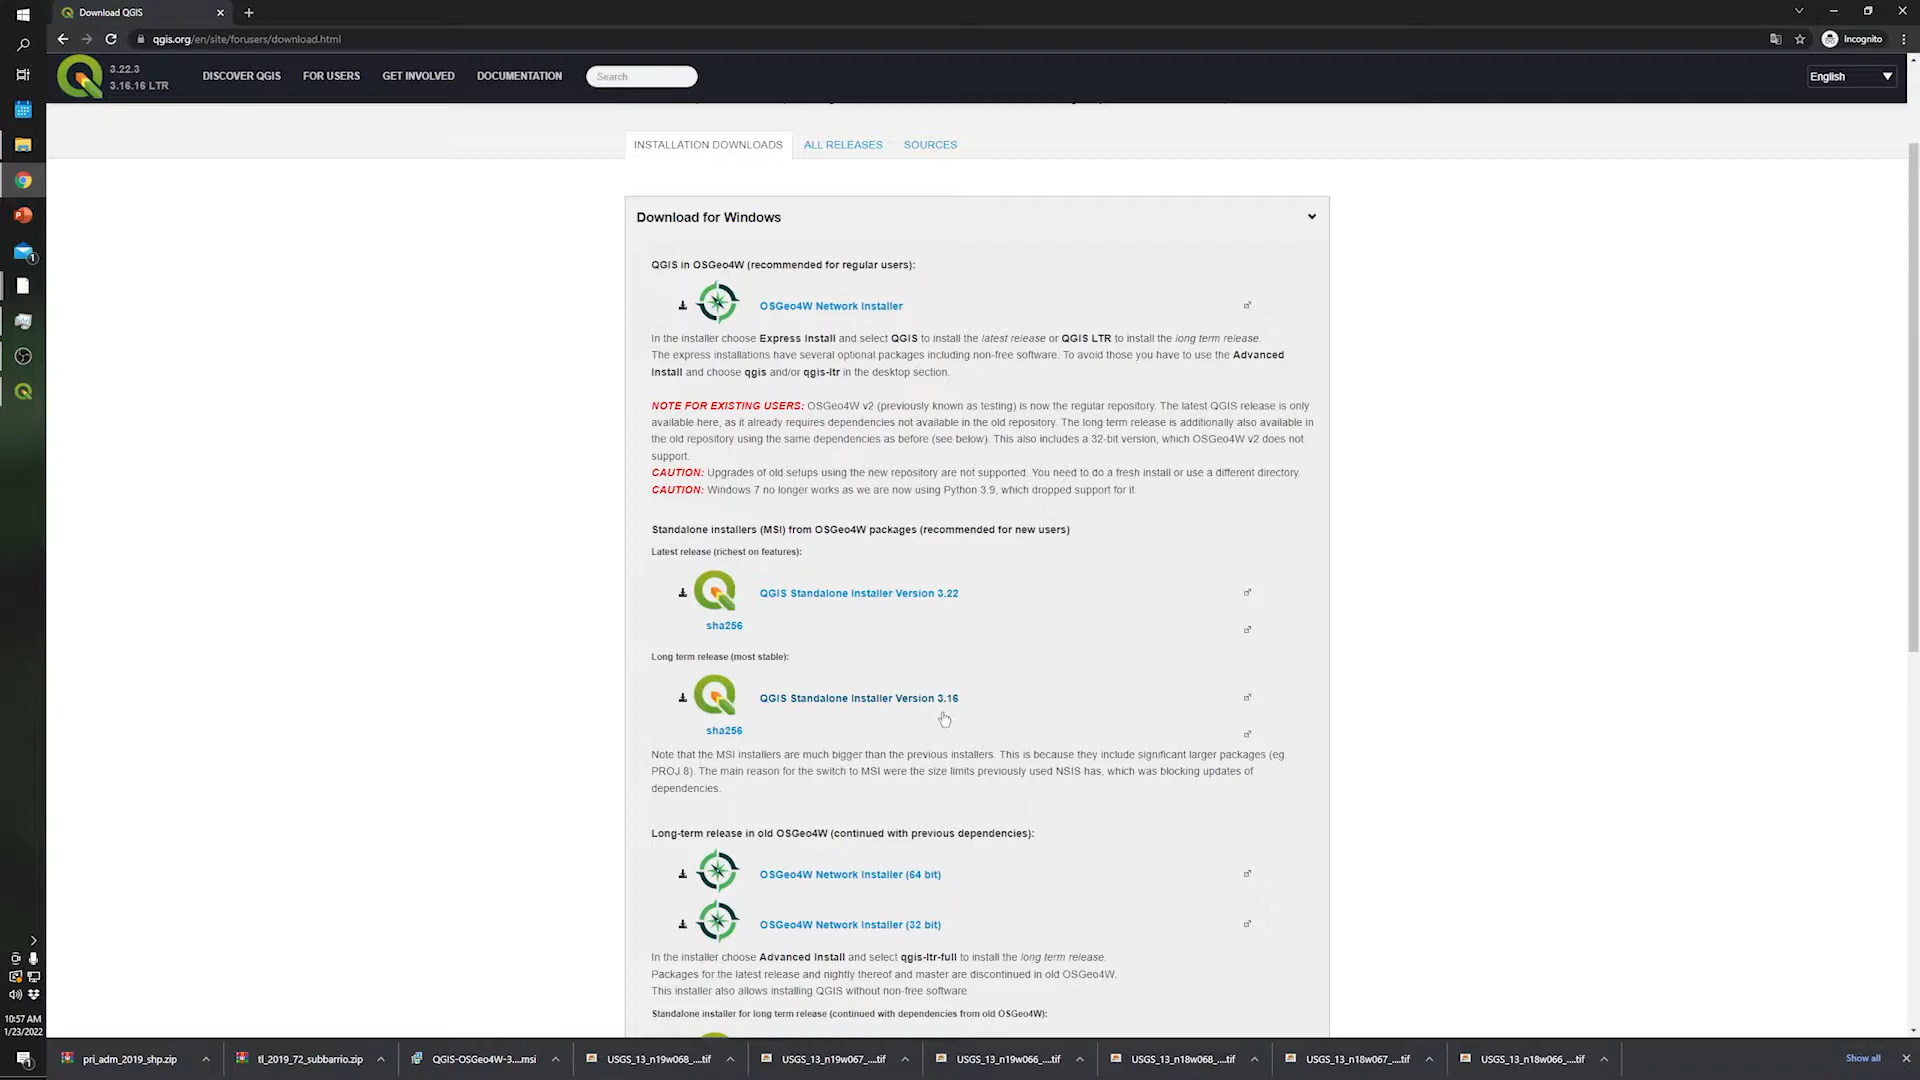 Download QGIS
qgis.org/en/site/forusers/download.html
Incognito
3.22.3
3.16.16 LTR
DISCOVER QGIS
FOR USERS
GET INVOLVED
DOCUMENTATION
Search
English
INSTALLATION DOWNLOADS
ALL RELEASES
SOURCES
Download for Windows
QGIS in OSGeo4W (recommended for regular users):
OSGeo4W Network Installer
In the installer choose Express Install and select QGIS to install the latest release or QGIS LTR to install the long term release.
The express installations have several optional packages including non-free software. To avoid those you have to use the Advanced
Install and choose qgis and/or qgis-ltr in the desktop section.
NOTE FOR EXISTING USERS: OSGeo4W v2 (previously known as testing) is now the regular repository. The latest QGIS release is only
available here, as it already requires dependencies not available in the old repository. The long term release is additionally also available in
the old repository using the same dependencies as before (see below). This also includes a 32-bit version, which OSGeo4W v2 does not
support.
CAUTION: Upgrades of old setups using the new repository are not supported. You need to do a fresh install or use a different directory.
CAUTION: Windows 7 no longer works as we are now using Python 3.9, which dropped support for it.
Standalone installers (MSI) from OSGeo4W packages (recommended for new users)
Latest release (richest on features):
QGIS Standalone Installer Version 3.22
sha256
Long term release (most stable):
QGIS Standalone Installer Version 3.16
sha256
Note that the MSI installers are much bigger than the previous installers. This is because they include significant larger packages (eg.
PROJ 8). The main reason for the switch to MSI were the size limits previously used NSIS has, which was blocking updates of
dependencies.
Long-term release in old OSGeo4W (continued with previous dependencies):
OSGeo4W Network Installer (64 bit)
OSGeo4W Network Installer (32 bit)
In the installer choose Advanced Install and select qgis-ltr-full to install the long term release.
Packages for the latest release and nightly thereof and master are discontinued in old OSGeo4W.
This installer also allows installing QGIS without non-free software.
Standalone installer for long term release (continued with dependencies from old OSGeo4W):
10:57 AM
1/23/2022
pri_adm_2019_shp.zip
tl_2019_72_subbarrio.zip
QGIS-OSGeo4W-3....msi
USGS_13_n19w068_....tif
USGS_13_n19w067_....tif
USGS_13_n19w066_....tif
USGS_13_n18w068_....tif
USGS_13_n18w067_....tif
USGS_13_n18w066_....tif
Show all